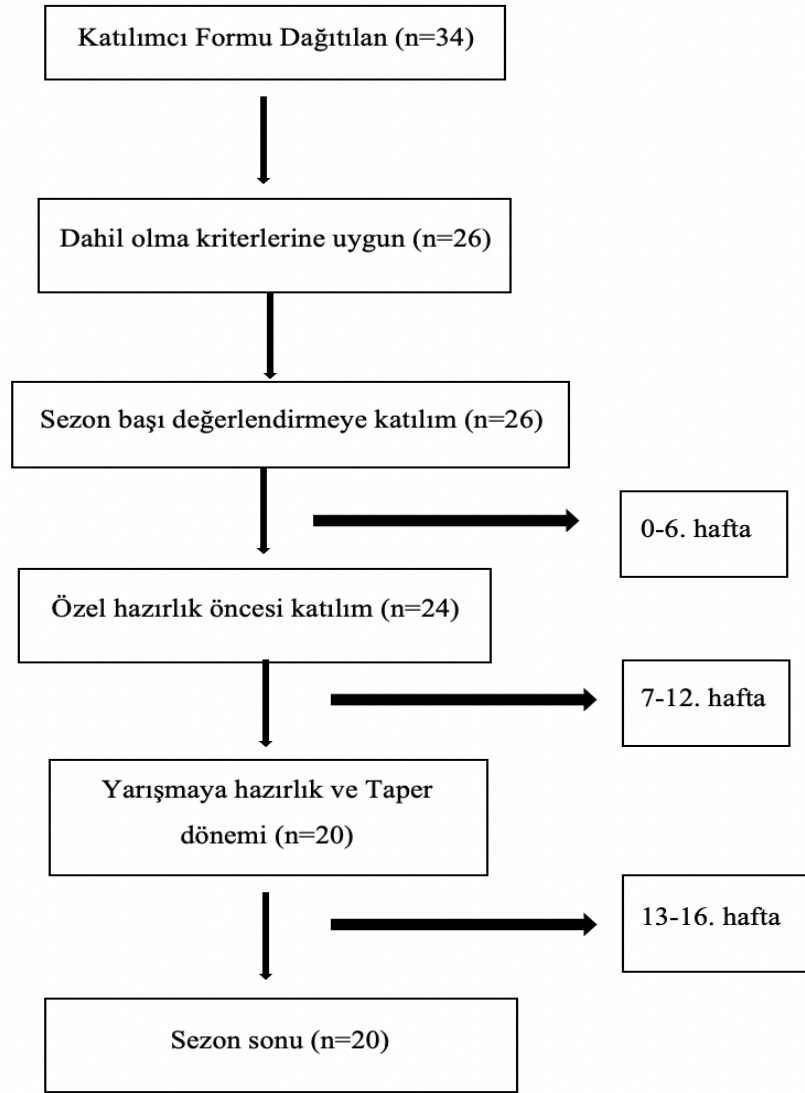 Katılımcı Formu Dağıtılan (n=34)
Dahil olma kriterlerine uygun (n=26)
Sezon başı değerlendirmeye katılım (n=26)
0-6. hafta
Özel hazırlık öncesi katılım (n=24)
7-12. hafta
Yarışmaya hazırlık ve Taper
dönemi (n=20)
13-16. hafta
Sezon sonu (n=20)